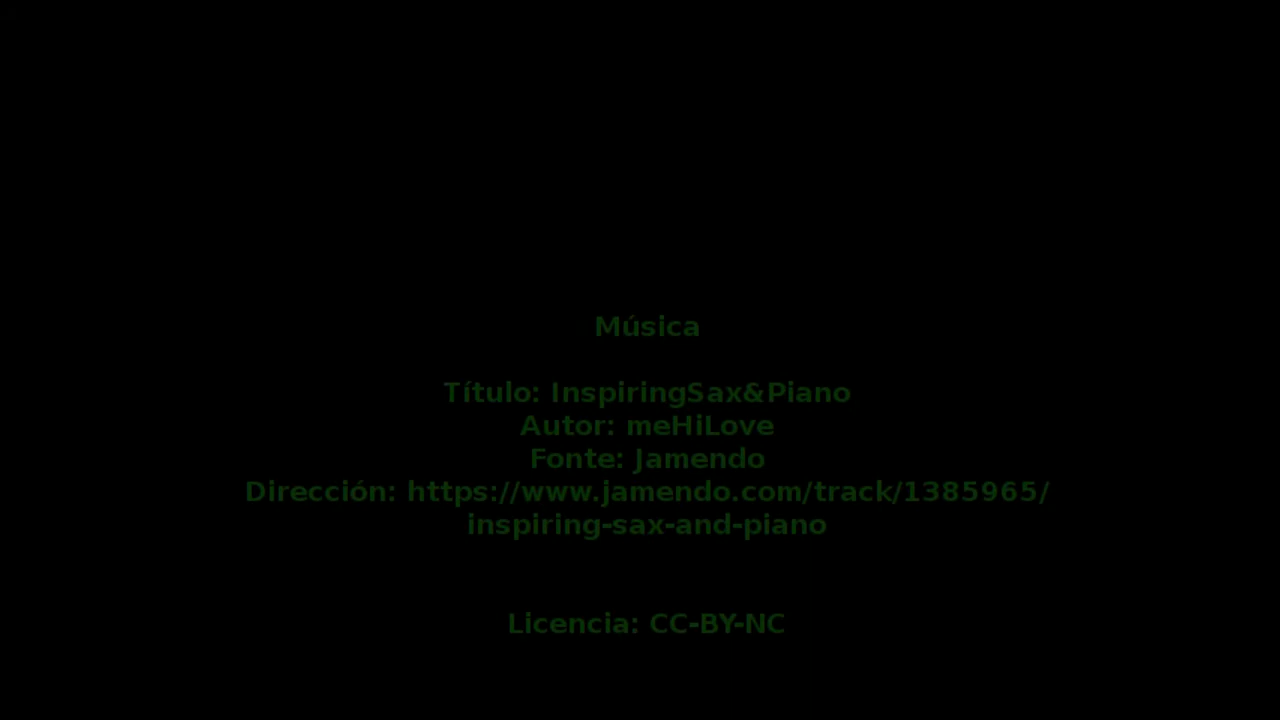 Música
Título: InspiringSax&Piano
Autor: meHiLove
Fonte: Jamendo
Dirección: https://www.jamendo.com/track/1385965/
inspiring-sax-and-piano
Licencia: CC-BY-NC